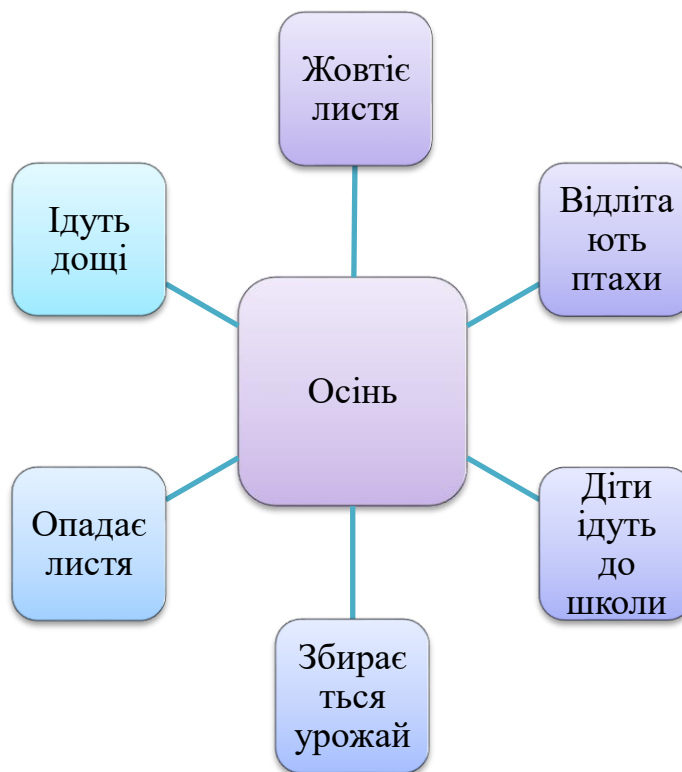 Жовтіє
листя
Ідуть
дощі
Відліта
ють
птахи
Осінь
Опадає
листя
Діти
ідуть
до
школи
Збирає
ться
урожай